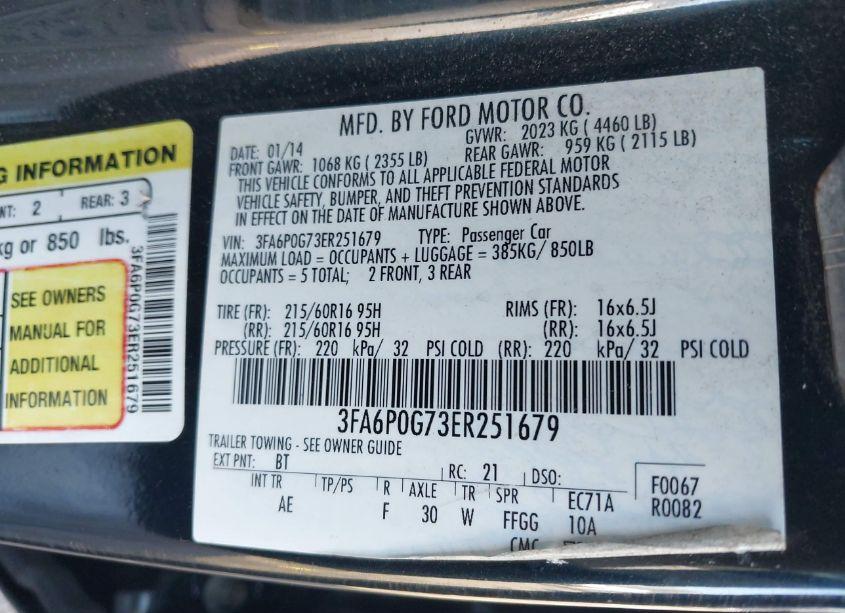 G INFORMATION
NT: 2 REAR: 3
kg or 850 lbs.
SEE OWNERS
MANUAL FOR
ADDITIONAL
INFORMATION
3FA6P0G73ER251679
MFD. BY FORD MOTOR CO.
DATE: 01/14 GVWR: 2023 KG ( 4460 LB)
FRONT GAWR: 1068 KG ( 2355 LB) REAR GAWR: 959 KG ( 2115 LB)
THIS VEHICLE CONFORMS TO ALL APPLICABLE FEDERAL MOTOR
VEHICLE SAFETY, BUMPER, AND THEFT PREVENTION STANDARDS
IN EFFECT ON THE DATE OF MANUFACTURE SHOWN ABOVE.
VIN: 3FA6P0G73ER251679 TYPE: Passenger Car
MAXIMUM LOAD = OCCUPANTS + LUGGAGE = 385KG/ 850LB
OCCUPANTS = 5 TOTAL; 2 FRONT, 3 REAR
TIRE (FR): 215/60R16 95H RIMS (FR): 16x6.5J
(RR): 215/60R16 95H (RR): 16x6.5J
PRESSURE (FR): 220 kPa/ 32 PSI COLD (RR): 220 kPa/ 32 PSI COLD
3FA6P0G73ER251679
TRAILER TOWING - SEE OWNER GUIDE
EXT PNT: BT RC: 21 DSO:
INT TR TP/PS R AXLE TR SPR EC71A F0067
AE F 30 W FFGG 10A R0082
CMC